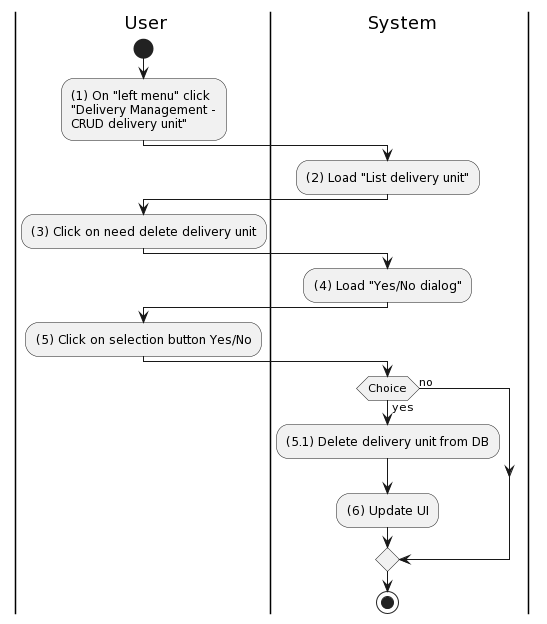 User
System
(1) On "left menu" click
"Delivery Management -
CRUD delivery unit"
(2) Load "List delivery unit"
(3) Click on need delete delivery unit
(4) Load "Yes/No dialog"
(5) Click on selection button Yes/No
Choice
no
yes
(5.1) Delete delivery unit from DB
(6) Update UI